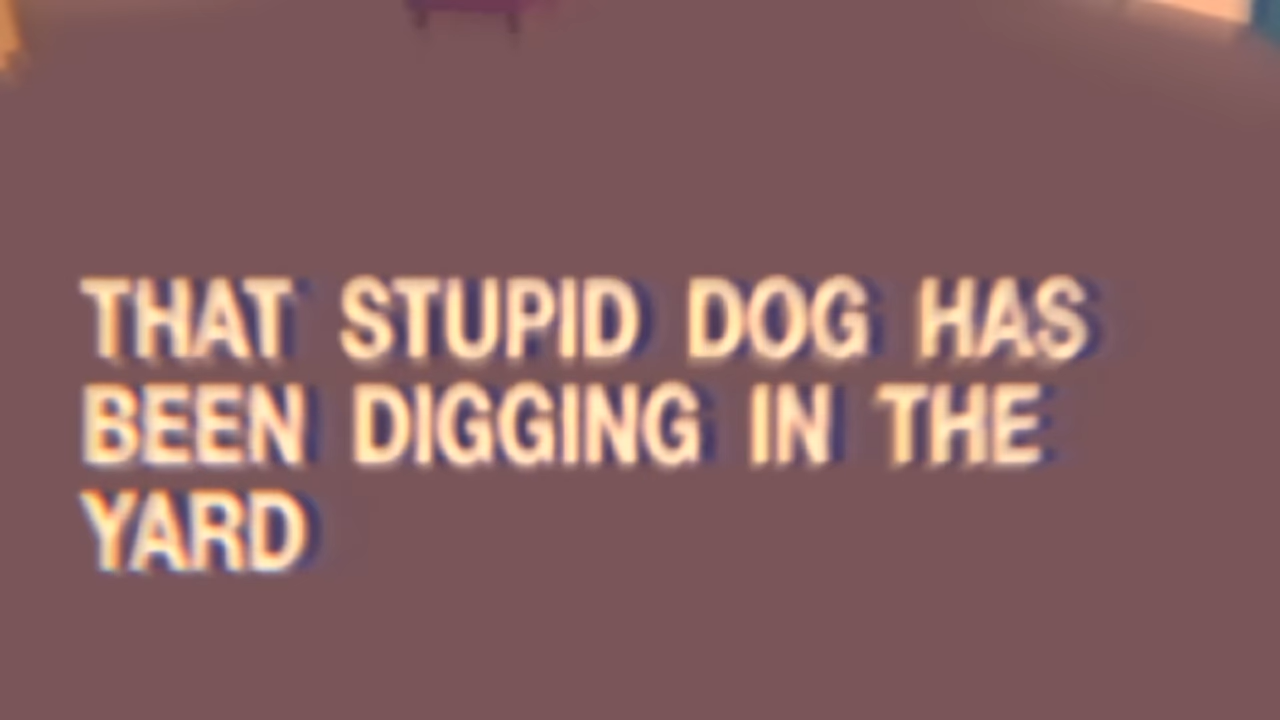 THAT STUPID DOG HAS
BEEN DIGGING IN THE
YARD